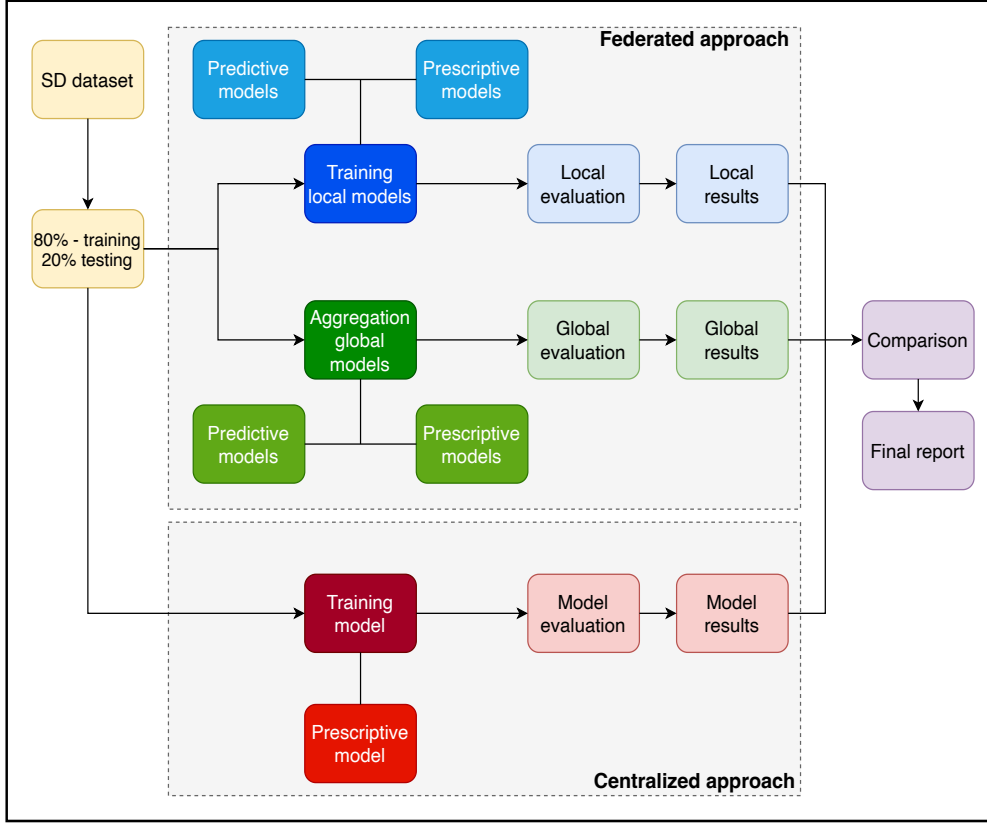 Federated approach
SD dataset
Predictive
models
Prescriptive
models
80% - training
20% testing
Training
local models
Local
evaluation
Local
results
Aggregation
global
models
Global
evaluation
Global
results
Comparison
Predictive
models
Prescriptive
models
Final report
Training
model
Model
evaluation
Model
results
Prescriptive
model
Centralized approach